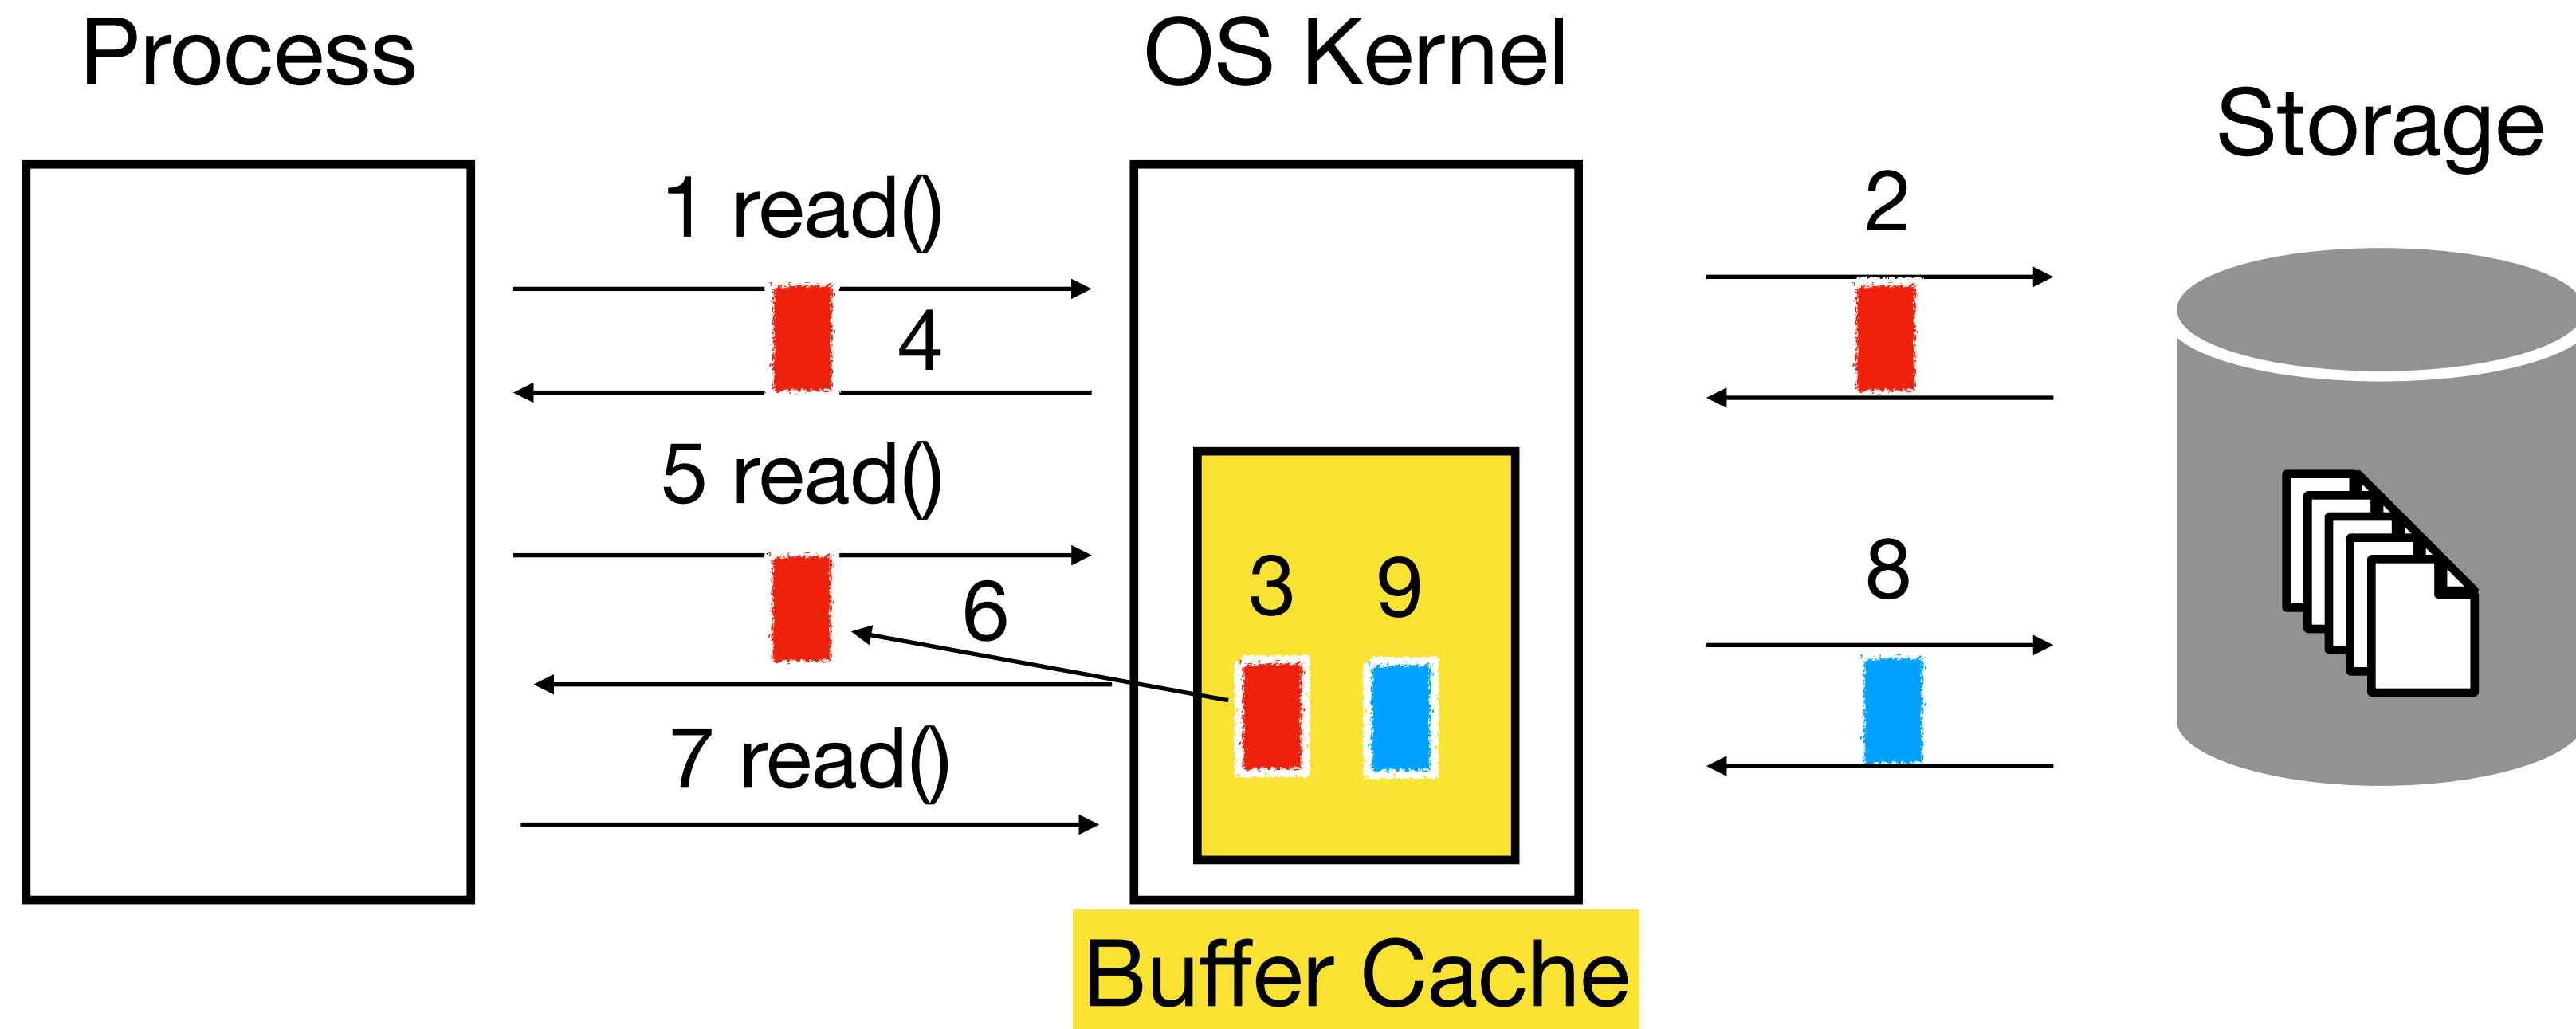 Process
OS Kernel
Storage
1 read()
2
4
5 read()
3
9
8
6
7 read()
Buffer Cache